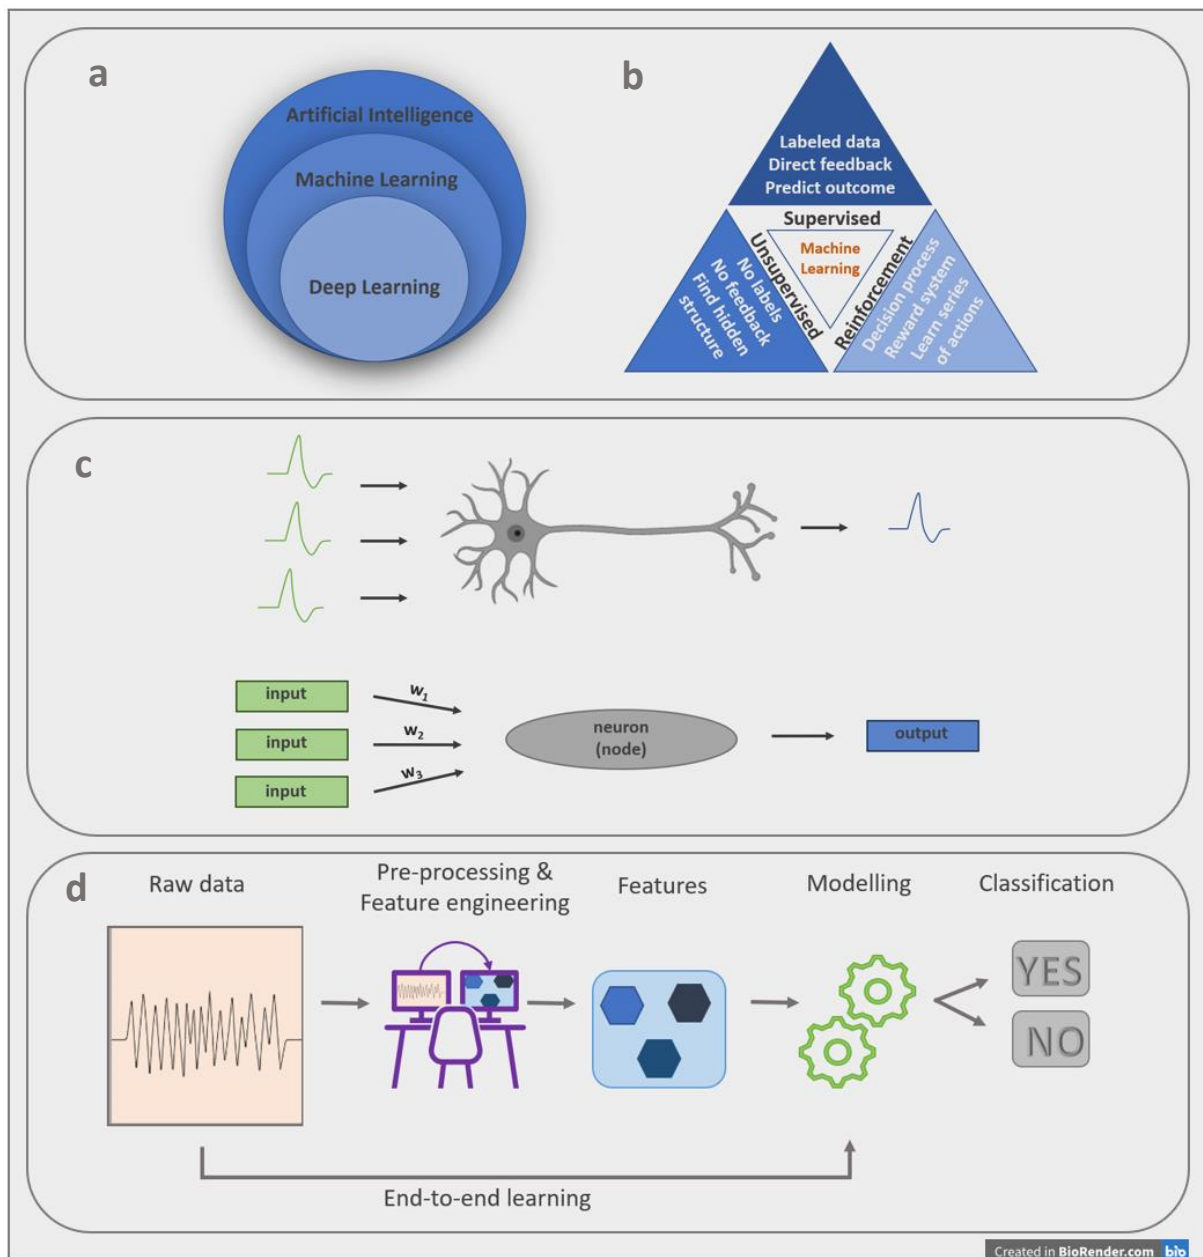 a
Artificial Intelligence
Machine Learning
Deep Learning
b
Labeled data
Direct feedback
Predict outcome
Supervised
Machine
Learning
Unsupervised
No labels
No feedback
Find hidden
structure
Reinforcement
Decision process
Reward system
Learn series
of actions
c
input
input
input
w₁
w₂
w₃
neuron
(node)
output
d
Raw data
Pre-processing &
Feature engineering
Features
Modelling
Classification
YES
NO
End-to-end learning
Created in BioRender.com bio